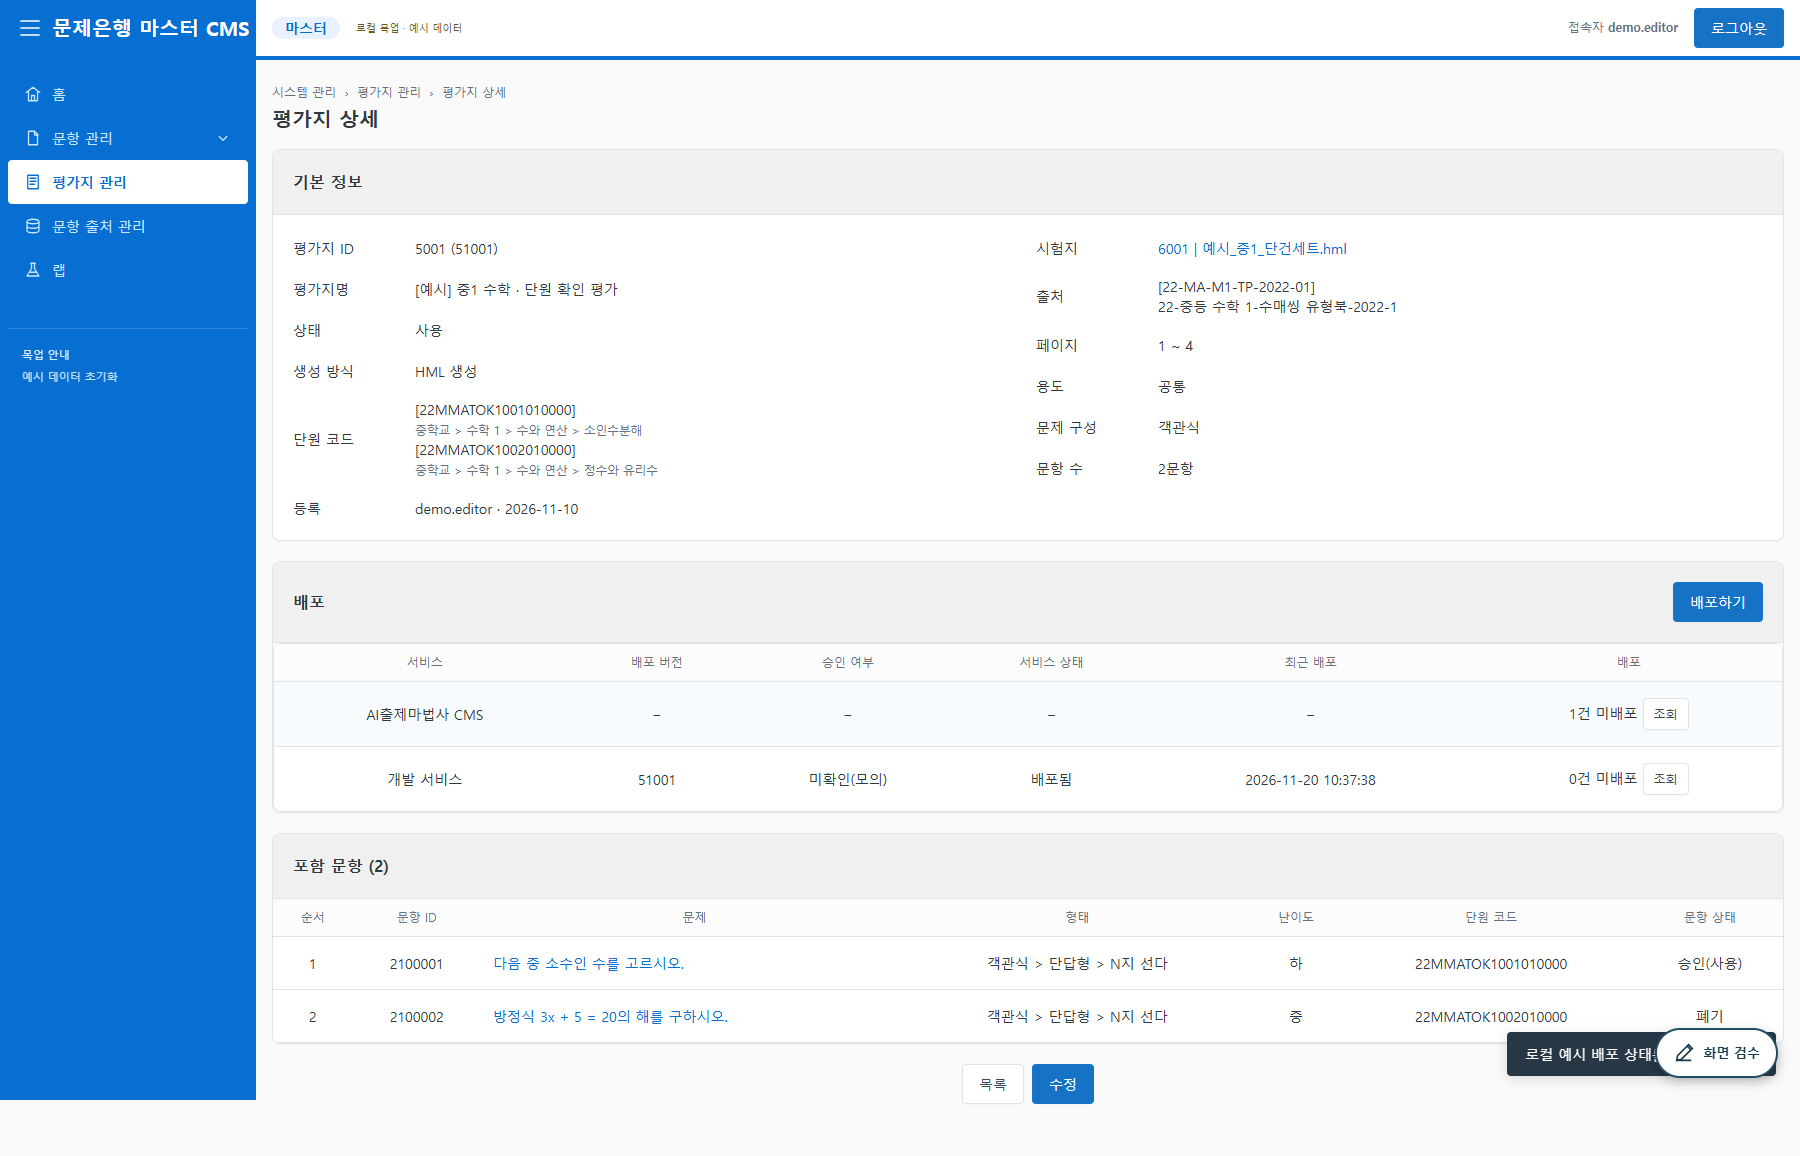 문제은행 마스터 CMS
마스터
로컬 목업 · 예시 데이터
접속자 demo.editor
로그아웃
홈
문항 관리
평가지 관리
문항 출처 관리
랩
목업 안내
예시 데이터 초기화
시스템 관리 › 평가지 관리 › 평가지 상세
평가지 상세
기본 정보
평가지 ID 5001 (51001)
평가지명 [예시] 중1 수학 · 단원 확인 평가
상태 사용
생성 방식 HML 생성
단원 코드
[22MMATOK1001010000]
중학교 > 수학 1 > 수와 연산 > 소인수분해
[22MMATOK1002010000]
중학교 > 수학 1 > 수와 연산 > 정수와 유리수
등록 demo.editor · 2026-11-10
시험지 6001 | 예시_중1_단건세트.hml
출처
[22-MA-M1-TP-2022-01]
22-중등 수학 1-수매씽 유형북-2022-1
페이지 1 ~ 4
용도 공통
문제 구성 객관식
문항 수 2문항
배포
배포하기
서비스 배포 버전 승인 여부 서비스 상태 최근 배포 배포
AI출제마법사 CMS – – – – 1건 미배포 조회
개발 서비스 51001 미확인(모의) 배포됨 2026-11-20 10:37:38 0건 미배포 조회
포함 문항 (2)
순서 문항 ID 문제 형태 난이도 단원 코드 문항 상태
1 2100001 다음 중 소수인 수를 고르시오. 객관식 > 단답형 > N지 선다 하 22MMATOK1001010000 승인(사용)
2 2100002 방정식 3x + 5 = 20의 해를 구하시오. 객관식 > 단답형 > N지 선다 중 22MMATOK1002010000 폐기
로컬 예시 배포
화면 검수
목록
수정